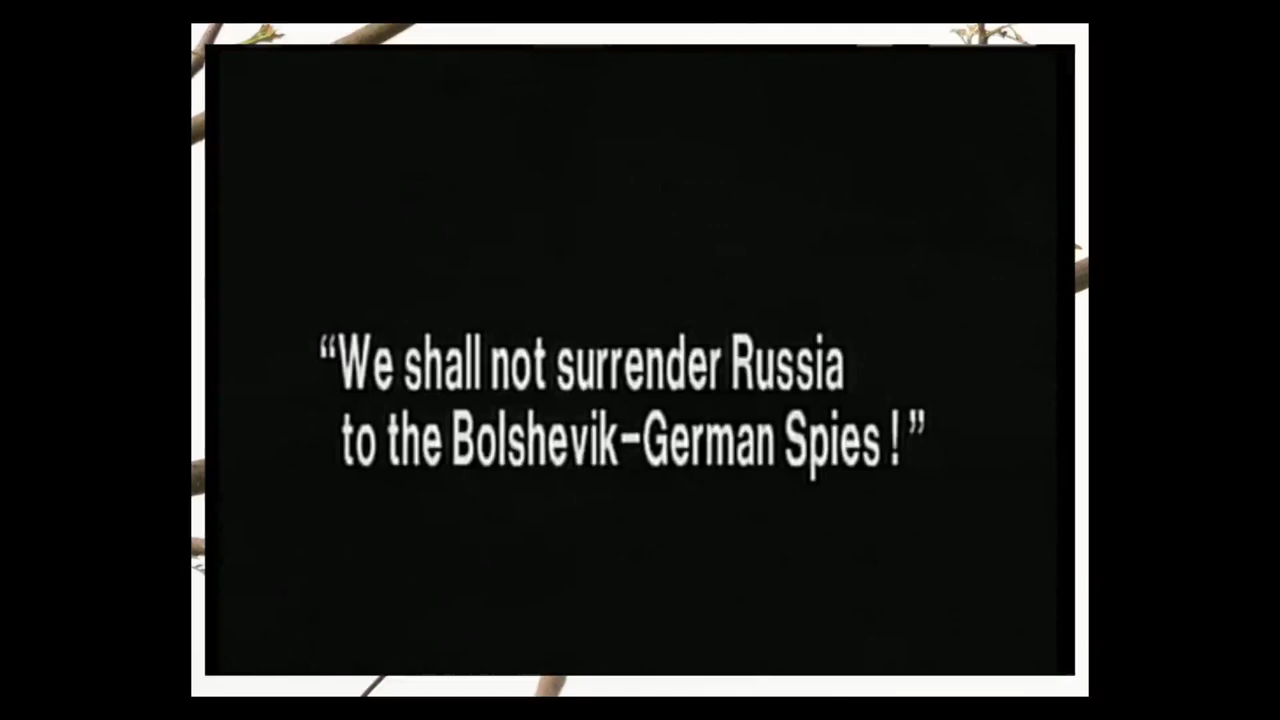 “We shall not surrender Russia
to the Bolshevik-German Spies!”